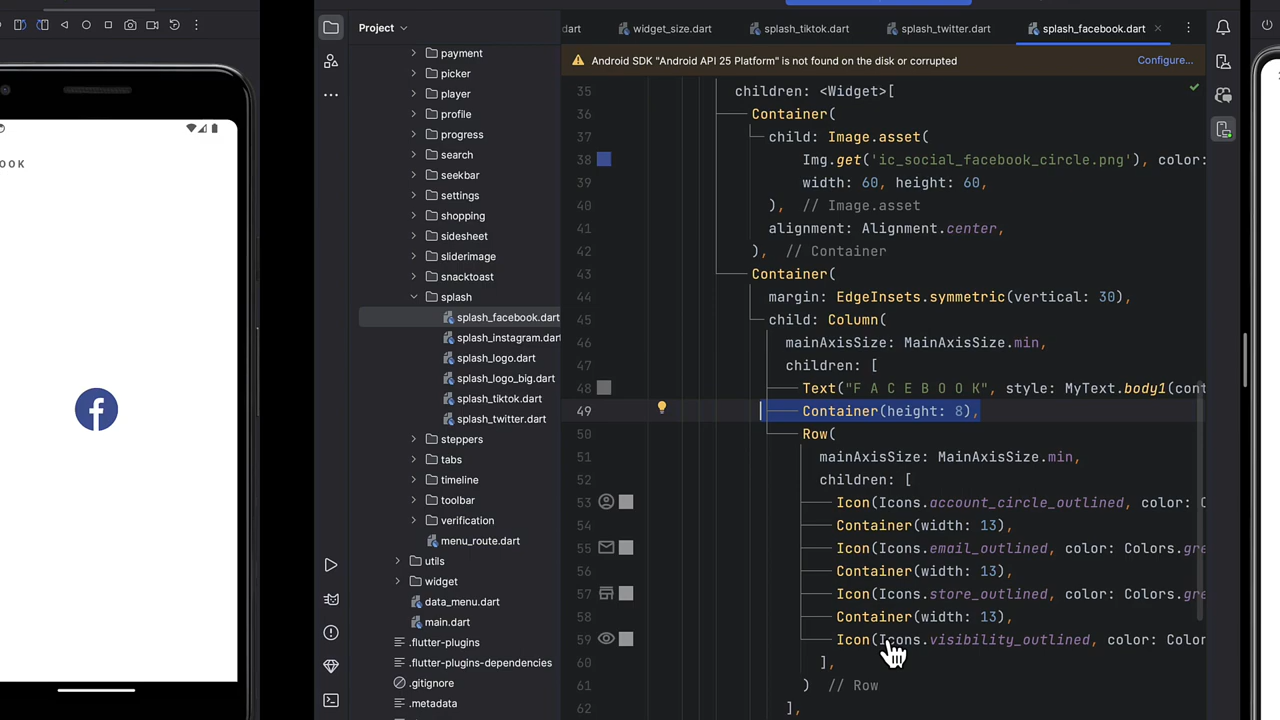 OOK
Project
payment
picker
player
profile
progress
search
seekbar
settings
shopping
sidesheet
sliderimage
snacktoast
splash
splash_facebook.dart
splash_instagram.dart
splash_logo.dart
splash_logo_big.dart
splash_tiktok.dart
splash_twitter.dart
steppers
tabs
timeline
toolbar
verification
menu_route.dart
utils
widget
data_menu.dart
main.dart
.flutter-plugins
.flutter-plugins-dependencies
.gitignore
.metadata
dart widget_size.dart splash_tiktok.dart splash_twitter.dart splash_facebook.dart
Android SDK "Android API 25 Platform" is not found on the disk or corrupted Configure...
35 children: <Widget>[
36 Container(
37 child: Image.asset(
38 Img.get('ic_social_facebook_circle.png'), color:
39 width: 60, height: 60,
40 ), // Image.asset
41 alignment: Alignment.center,
42 ), // Container
43 Container(
44 margin: EdgeInsets.symmetric(vertical: 30),
45 child: Column(
46 mainAxisSize: MainAxisSize.min,
47 children: [
48 Text("F A C E B O O K", style: MyText.body1(cont
49 Container(height: 8),
50 Row(
51 mainAxisSize: MainAxisSize.min,
52 children: [
53 Icon(Icons.account_circle_outlined, color: C
54 Container(width: 13),
55 Icon(Icons.email_outlined, color: Colors.gre
56 Container(width: 13),
57 Icon(Icons.store_outlined, color: Colors.gre
58 Container(width: 13),
59 Icon(Icons.visibility_outlined, color: Color
60 ],
61 ) // Row
62 ],